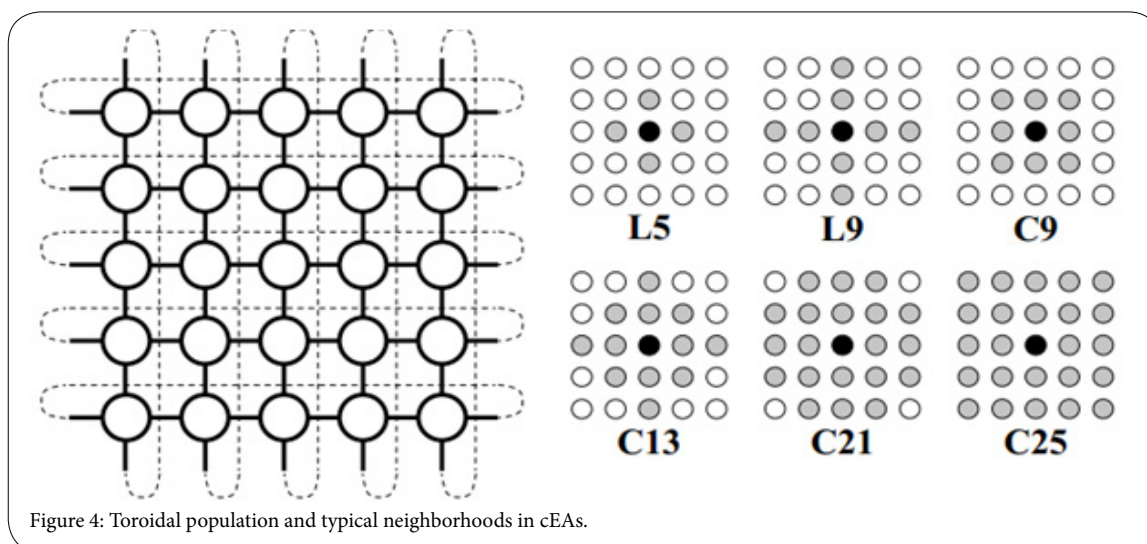 L5 L9 C9
C13 C21 C25
Figure 4: Toroidal population and typical neighborhoods in cEAs.